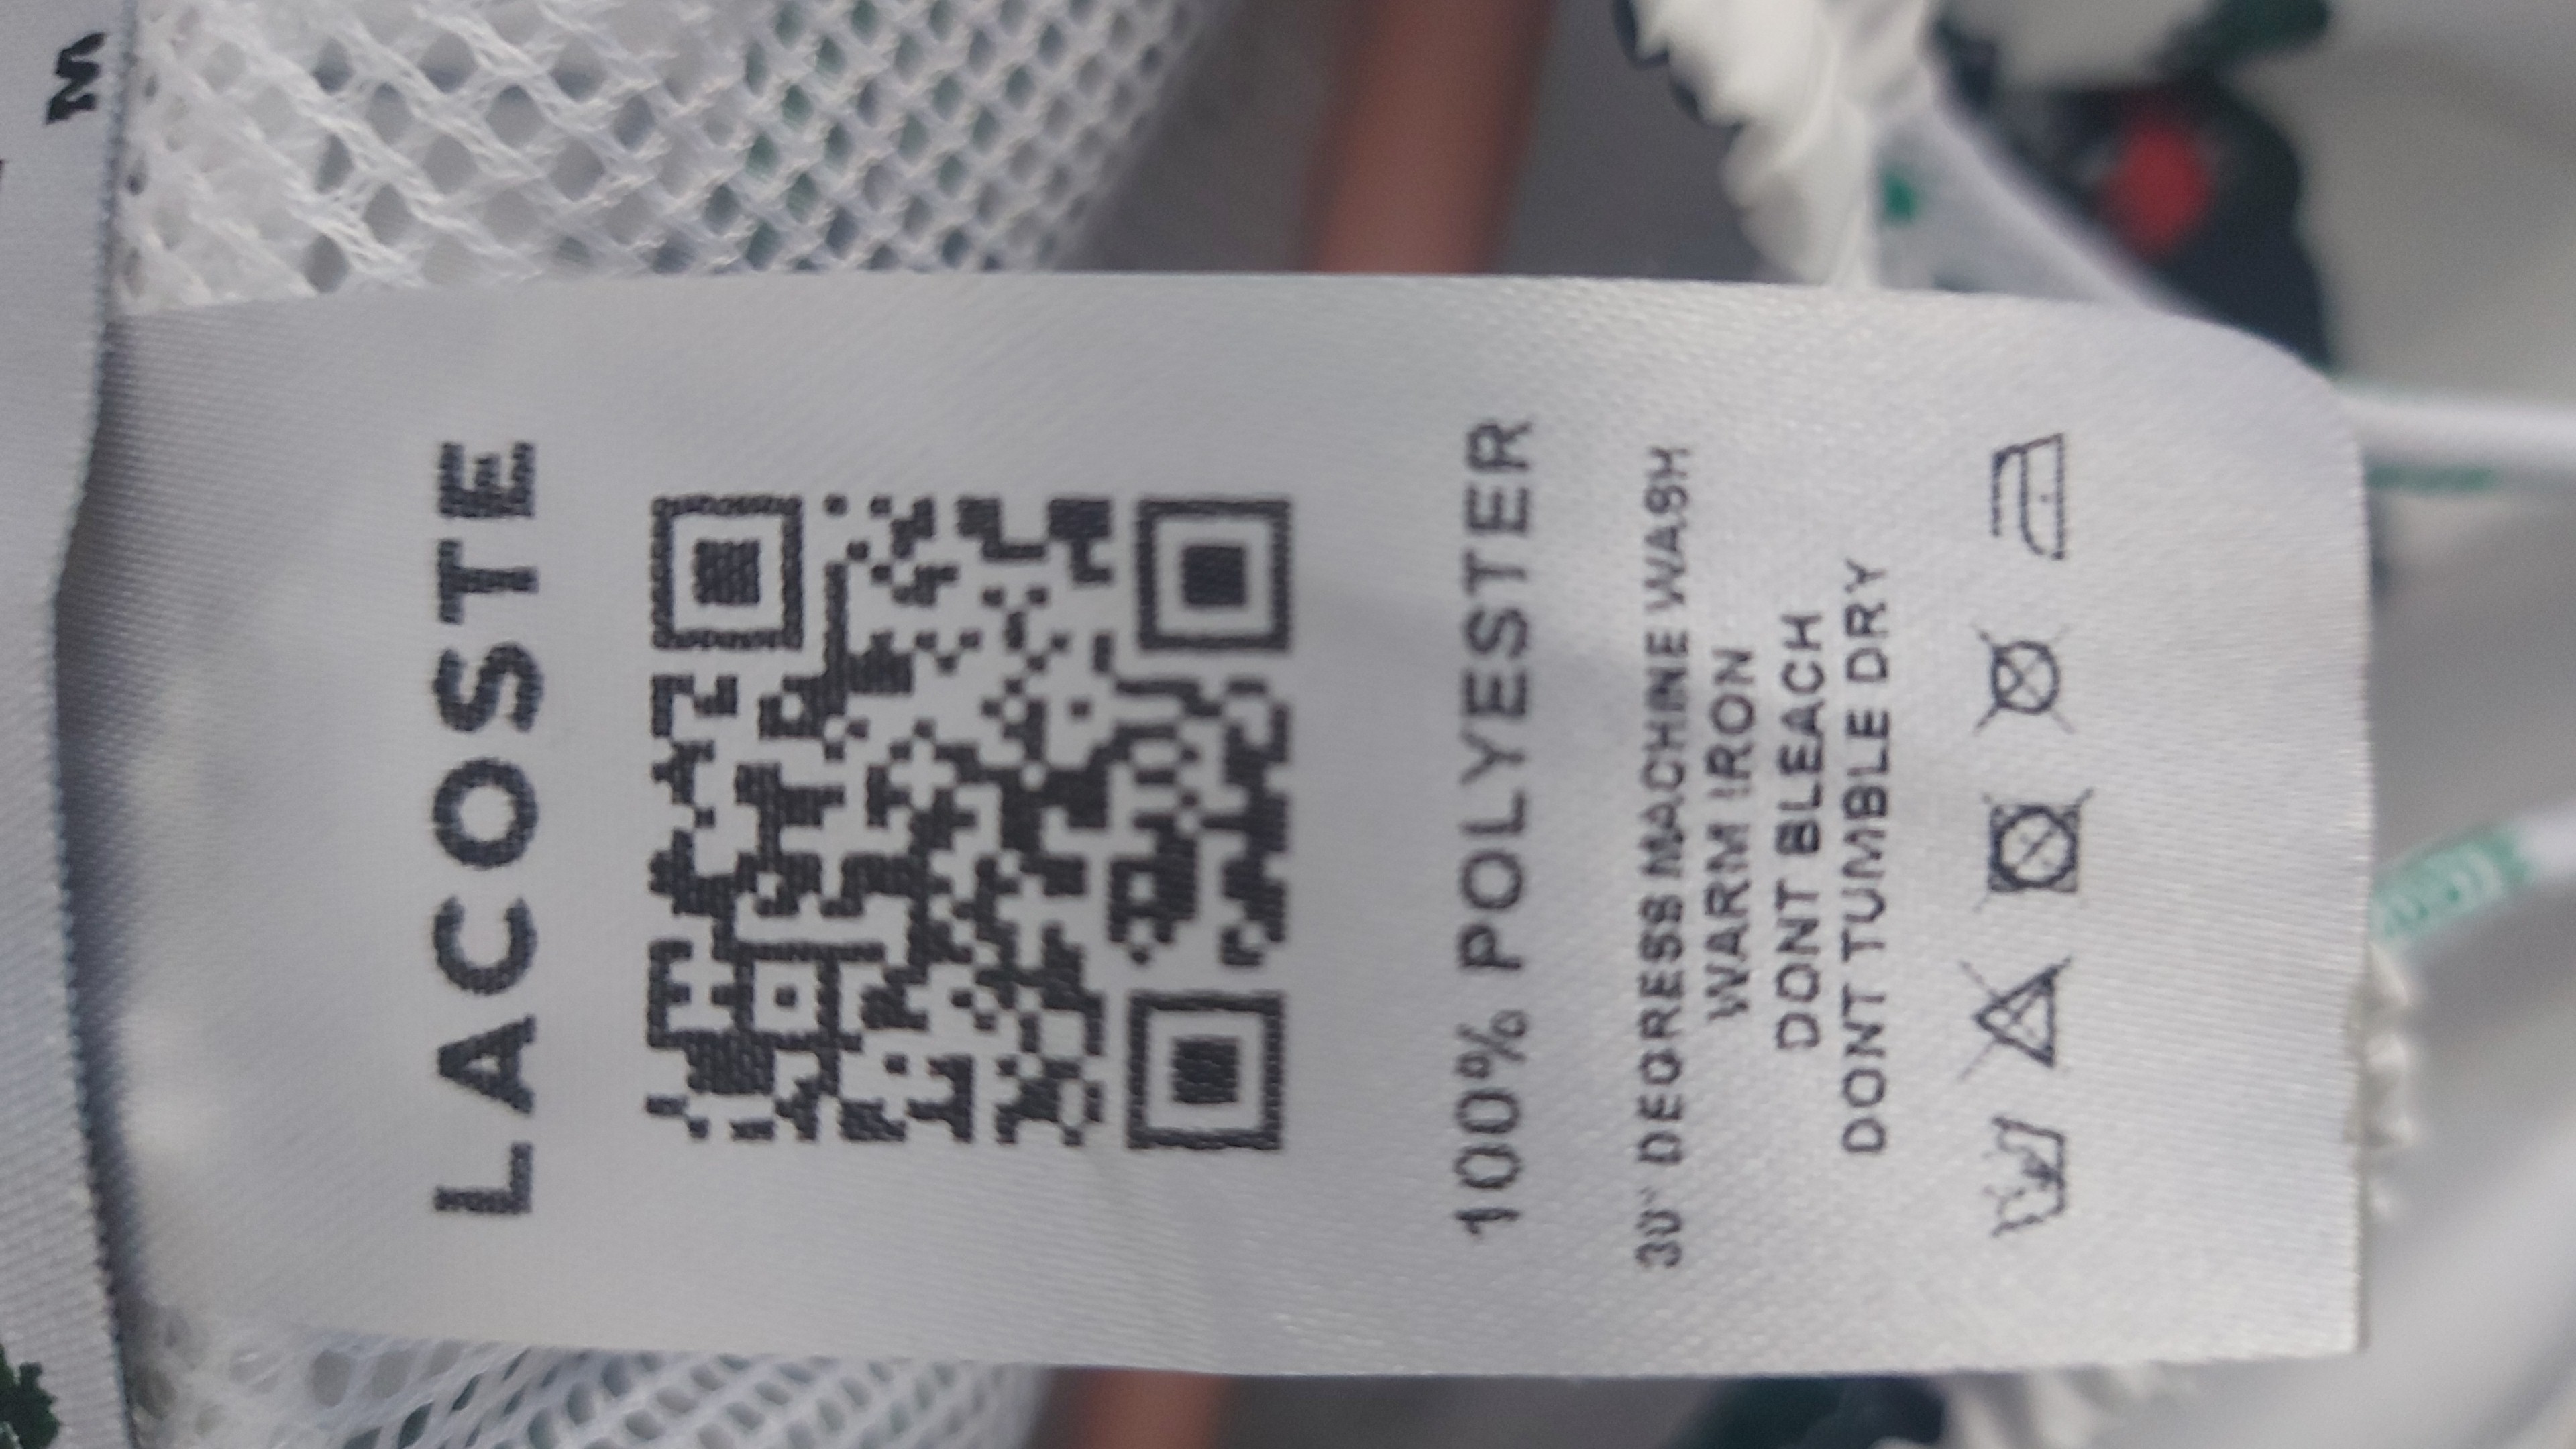 M
LACOSTE
100% POLYESTER
30° DEGRESS MACHINE WASH
WARM IRON
DONT BLEACH
DONT TUMBLE DRY